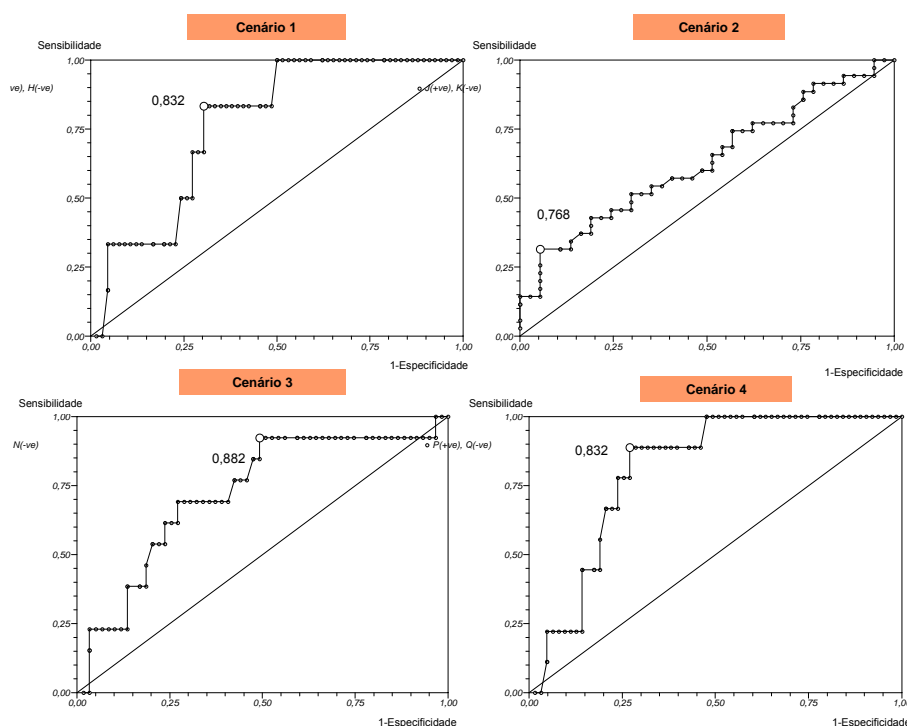 Cenário 1
Cenário 2
Sensibilidade
Sensibilidade
1,00
ve), H(-ve)
0,832
0,75
0,50
0,25
0,00
0,00
0,25
0,50
0,75
1,00
1-Especificidade
1,00
J(+ve), K(-ve)
0,75
0,768
0,50
0,25
0,00
0,00
0,25
0,50
0,75
1,00
1-Especificidade
Cenário 3
Cenário 4
Sensibilidade
Sensibilidade
1,00
N(-ve)
0,882
0,75
0,50
0,25
0,00
0,00
0,25
0,50
0,75
1,00
1-Especificidade
1,00
P(+ve), Q(-ve)
0,832
0,75
0,50
0,25
0,00
0,00
0,25
0,50
0,75
1,00
1-Especificidade